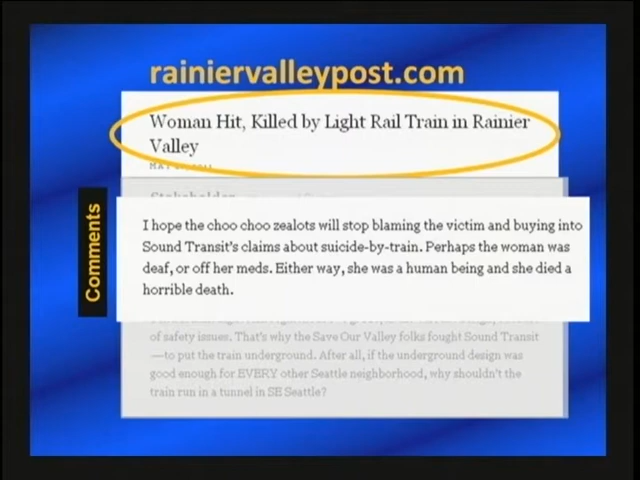 rainiervalleypost.com
Woman Hit, Killed by Light Rail Train in Rainier
Valley
Stakeholder
Comments
I hope the choo choo zealots will stop blaming the victim and buying into
Sound Transit's claims about suicide-by-train. Perhaps the woman was
deaf, or off her meds. Either way, she was a human being and she died a
horrible death.
of safety issues. That's why the Save Our Valley folks fought Sound Transit
—to put the train underground. After all, if the underground design was
good enough for EVERY other Seattle neighborhood, why shouldn't the
train run in a tunnel in SE Seattle?